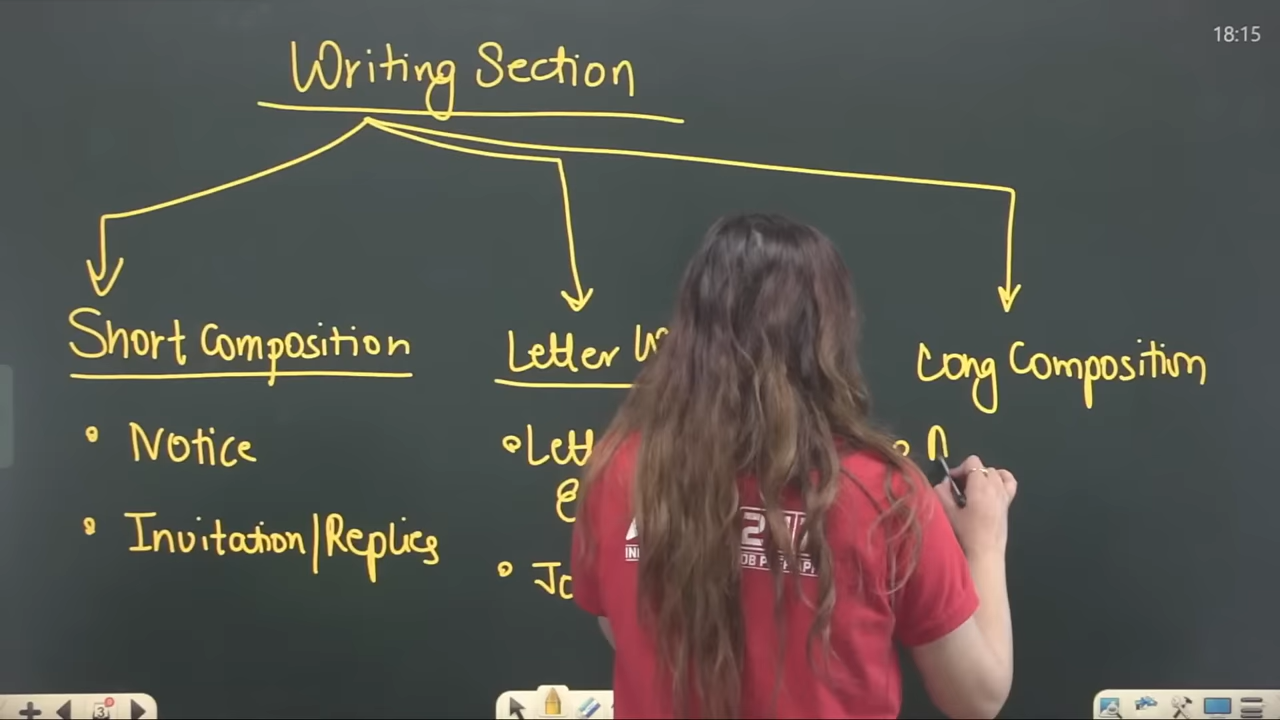 18:15
Writing Section
Short Composition
Letter
Long Composition
• Notice
• Invitation/Replies